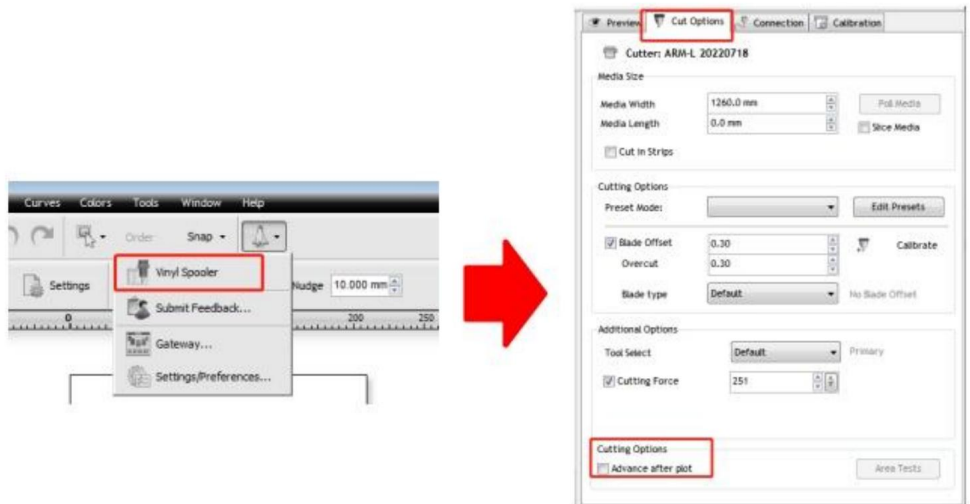 Curves Colors Tools Window Help
Order Snap
Settings
Vinyl Spooler
Nudge 10.000 mm
Submit Feedback...
0 200 250
Gateway...
Settings/Preferences...
Preview Cut Options Connection Calibration
Cutter: ARM-L 20220718
Media Size
Media Width 1260.0 mm Poll Media
Media Length 0.0 mm Slice Media
Cut in Strips
Cutting Options
Preset Mode: Edit Presets
Blade Offset 0.30 Calibrate
Overcut 0.30
Blade type Default No Blade Offset
Additional Options
Tool Select Default Primary
Cutting Force 251
Cutting Options
Advance after plot Area Tests